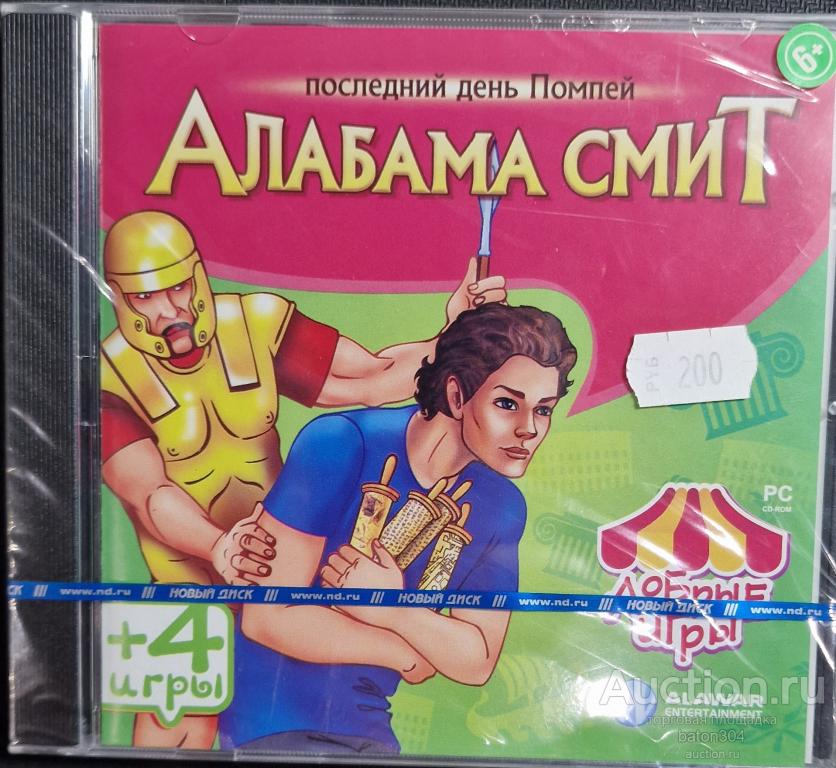 6+
последний день Помпей
АЛАБАМА СМИТ
РУБ 200
PC
CD-ROM
ДОБРЫЕ
ИГРЫ
СК /// www.nd.ru /// НОВЫЙ ДИСК /// www.nd.ru /// НОВЫЙ ДИСК /// www.nd.ru /// НОВЫЙ ДИСК /// www.nd.ru
+4
игры
ALAWAR
ENTERTAINMENT
Auction.ru
торговая площадка
baton304
auction.ru